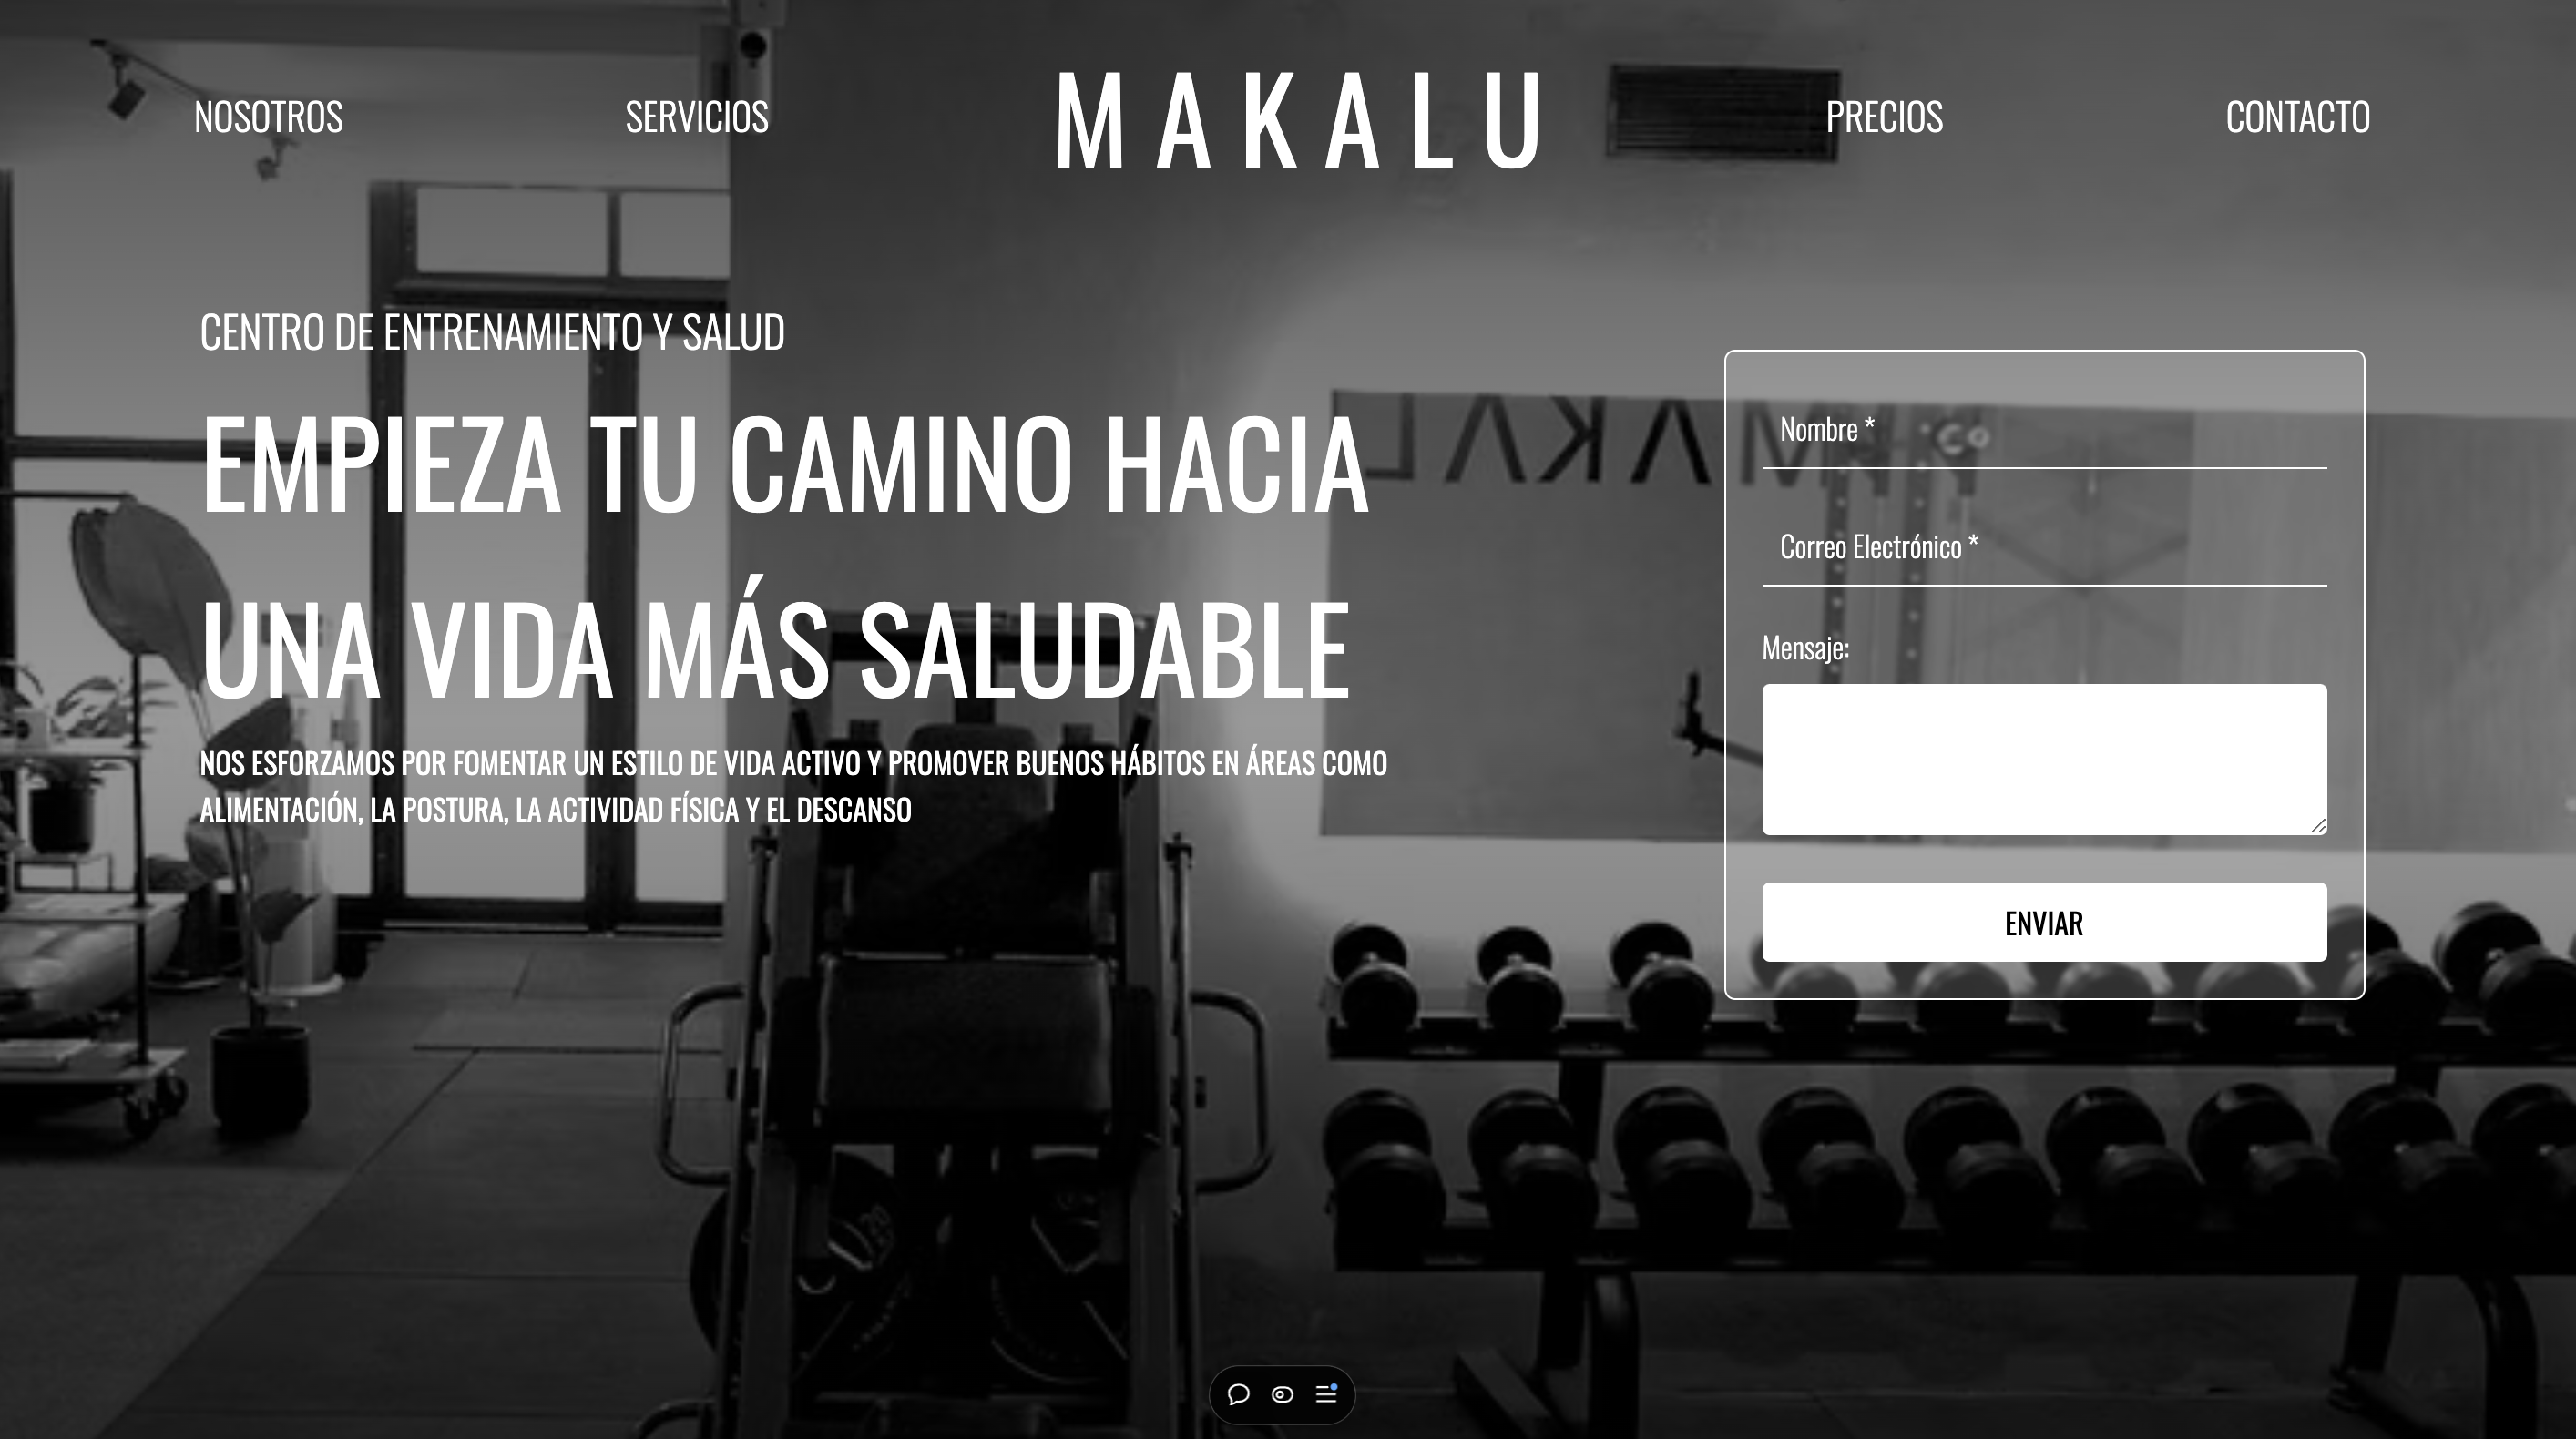 NOSOTROS
SERVICIOS
MAKALU
PRECIOS
CONTACTO
CENTRO DE ENTRENAMIENTO Y SALUD
EMPIEZA TU CAMINO HACIA
UNA VIDA MÁS SALUDABLE
NOS ESFORZAMOS POR FOMENTAR UN ESTILO DE VIDA ACTIVO Y PROMOVER BUENOS HÁBITOS EN ÁREAS COMO
ALIMENTACIÓN, LA POSTURA, LA ACTIVIDAD FÍSICA Y EL DESCANSO
Nombre *
Correo Electrónico *
Mensaje:
ENVIAR
20